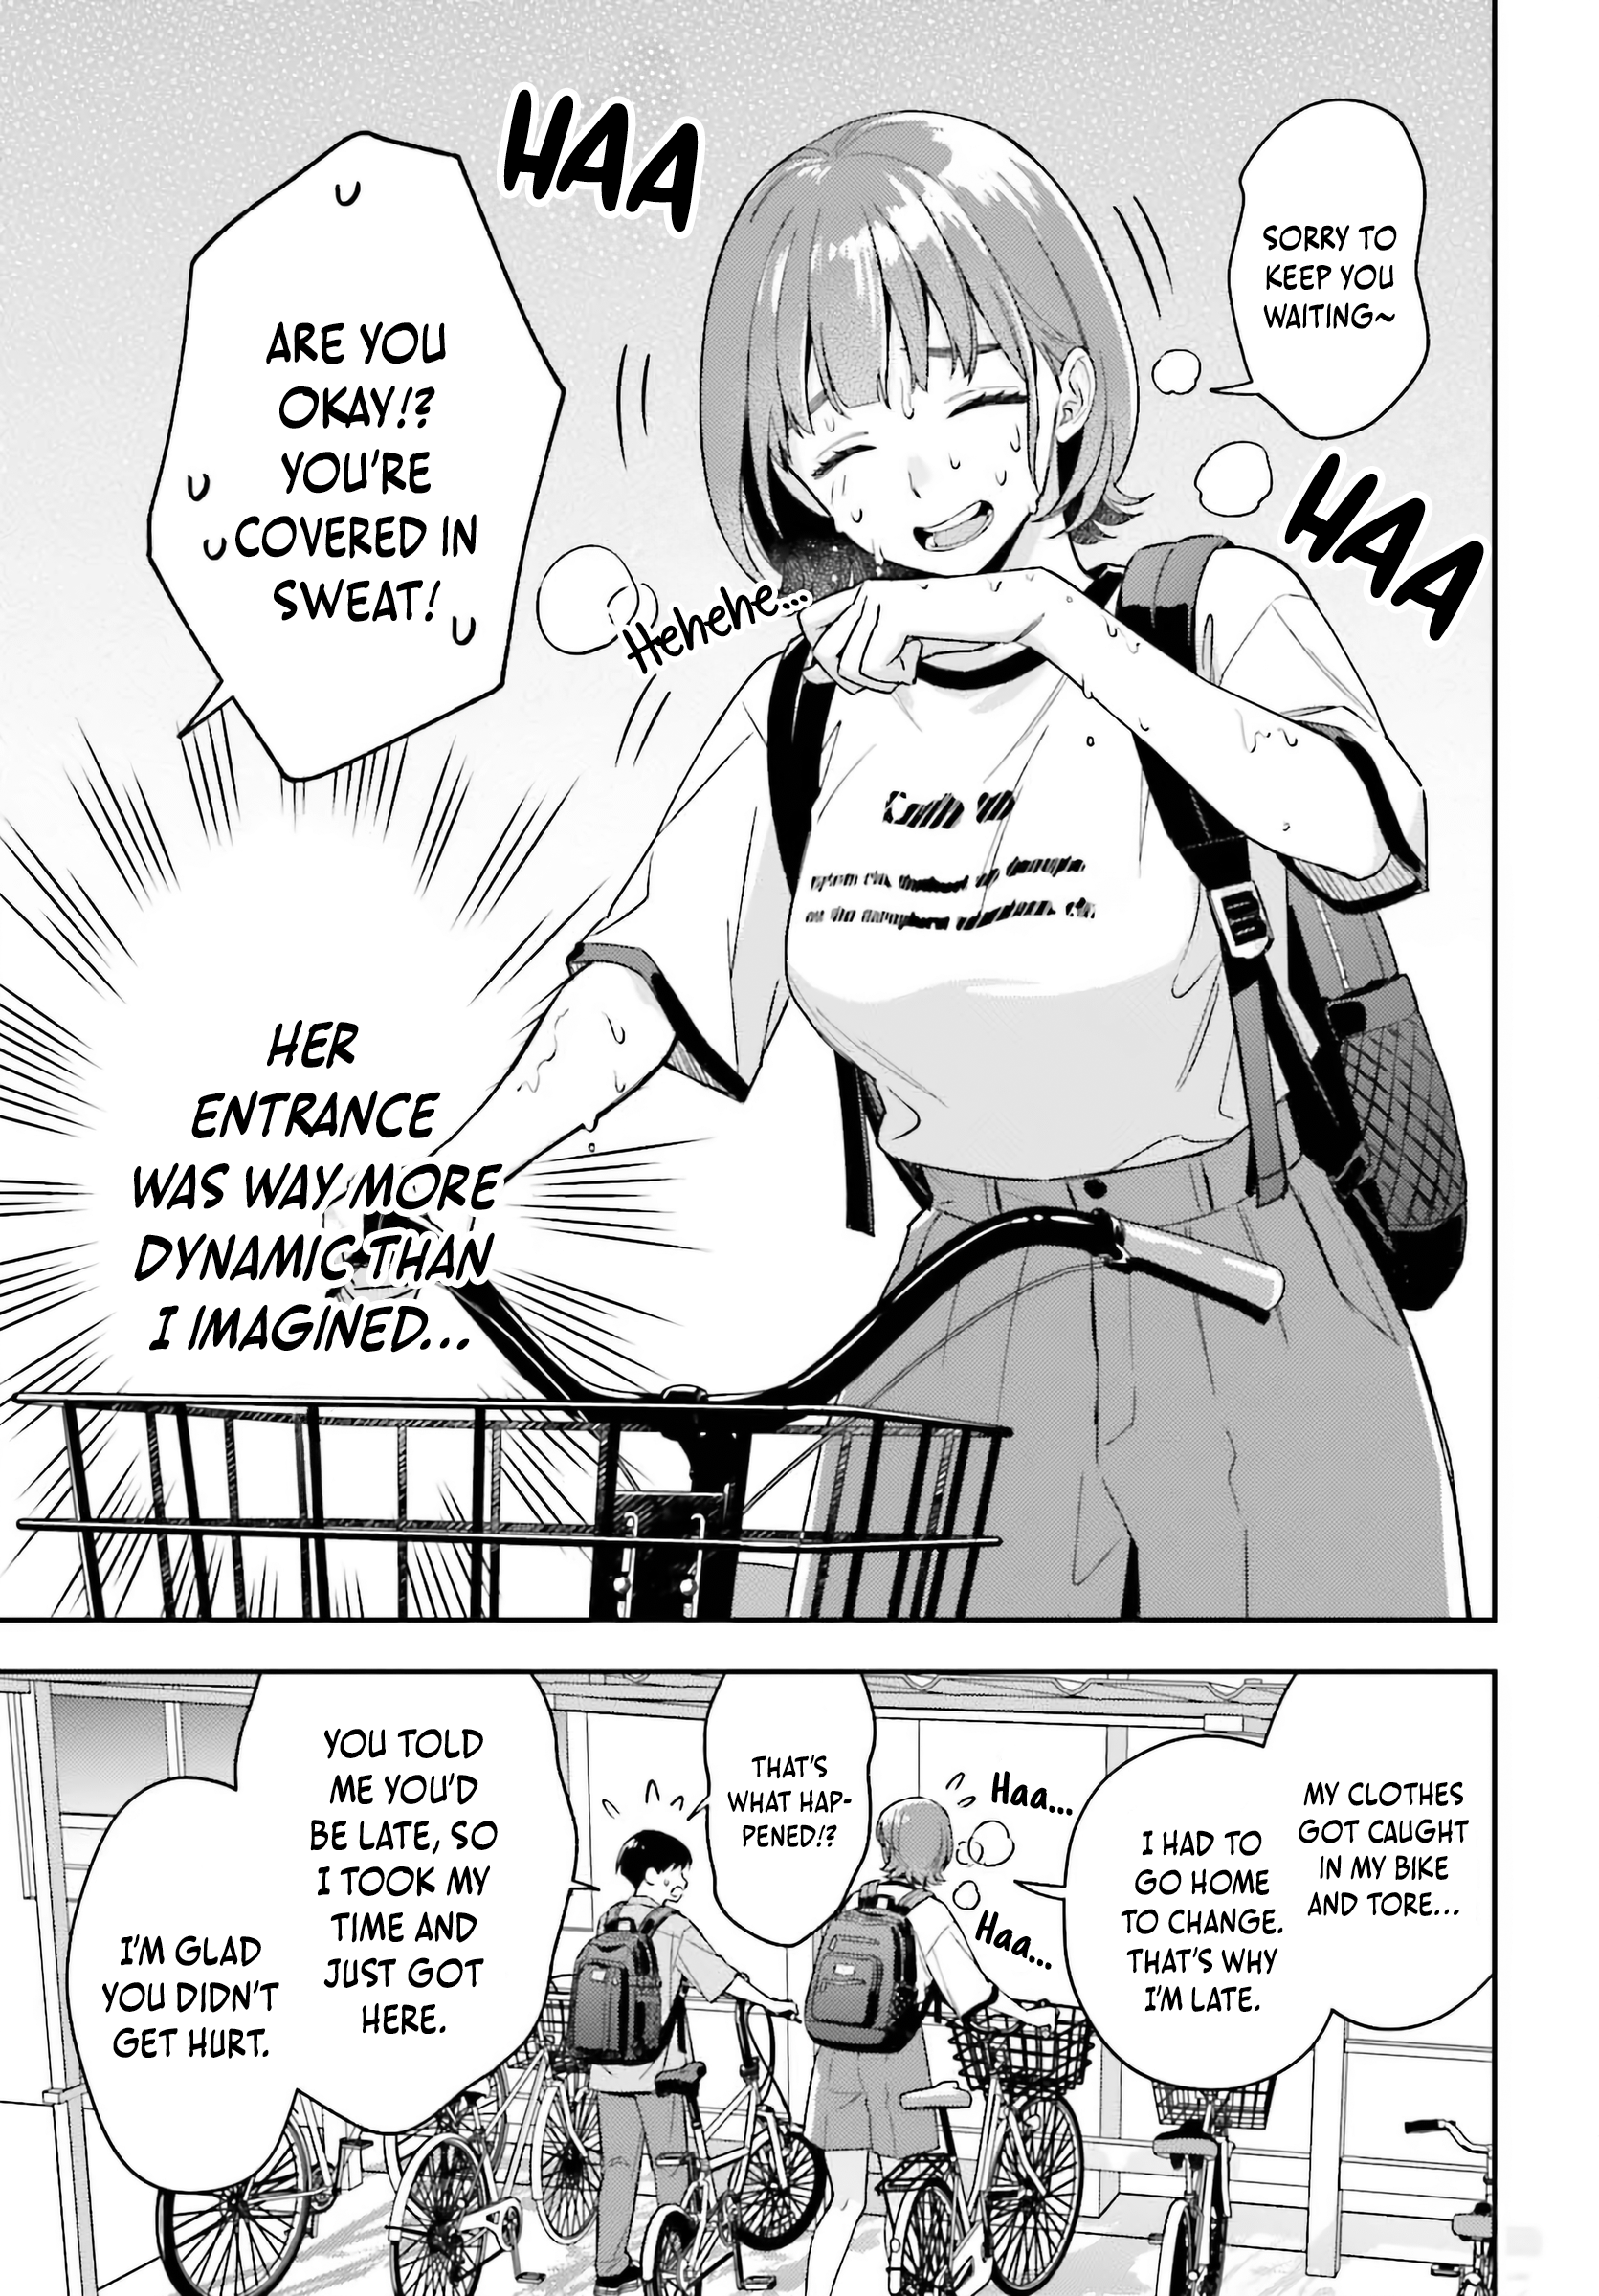 SORRY TO
KEEP YOU
WAITING~
HAA
HAA
Hehehe...
ARE YOU
OKAY!?
YOU'RE
COVERED IN
SWEAT!
HER
ENTRANCE
WAS WAY MORE
DYNAMIC THAN
I IMAGINED...
MY CLOTHES
GOT CAUGHT
IN MY BIKE
AND TORE...
I HAD TO
GO HOME
TO CHANGE.
THAT'S WHY
I'M LATE.
Haa...
Haa...
THAT'S
WHAT HAP-
PENED!?
YOU TOLD
ME YOU'D
BE LATE, SO
I TOOK MY
TIME AND
JUST GOT
HERE.
I'M GLAD
YOU DIDN'T
GET HURT.